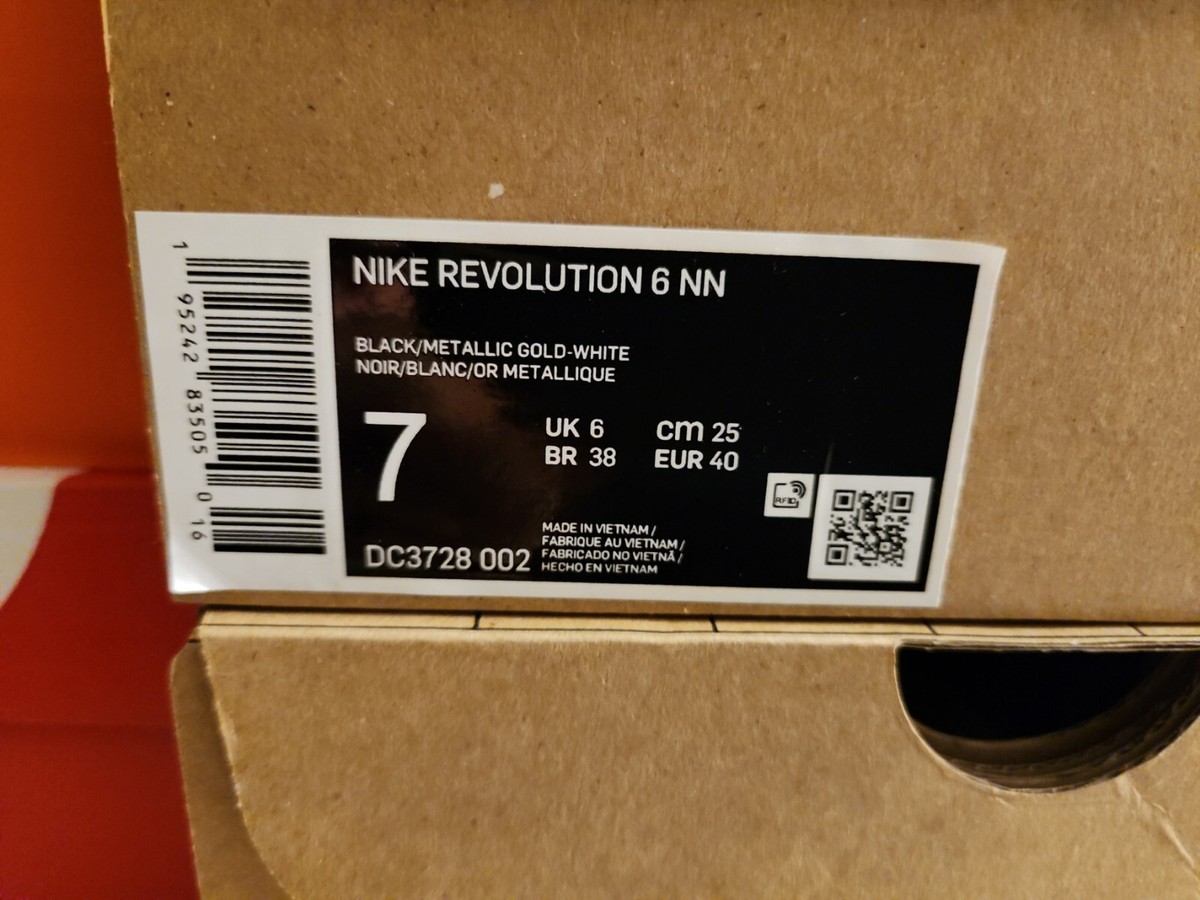 NIKE REVOLUTION 6 NN
BLACK/METALLIC GOLD-WHITE
NOIR/BLANC/OR METALLIQUE
7
UK 6
cm 25
BR 38
EUR 40
RFID
DC3728 002
MADE IN VIETNAM /
FABRIQUE AU VIETNAM /
FABRICADO NO VIETNÃ /
HECHO EN VIETNAM
1 95242 83505 0 16